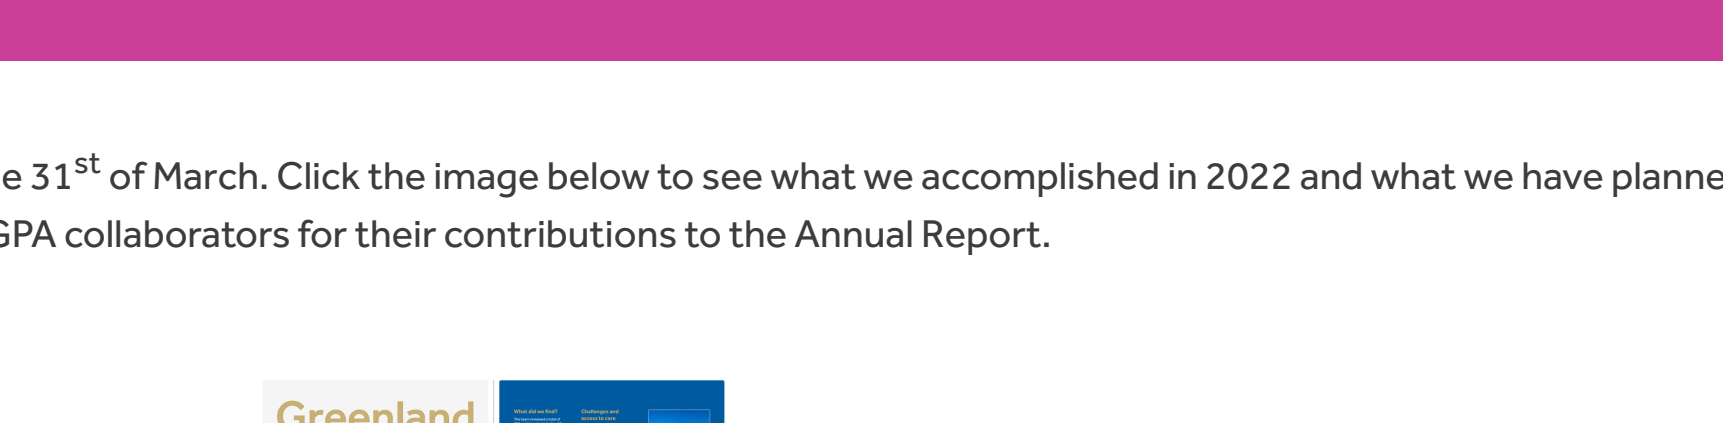 e 31st of March. Click the image below to see what we accomplished in 2022 and what we have planne
GPA collaborators for their contributions to the Annual Report.
Greenland
What did we find?
Challenges and
access to care